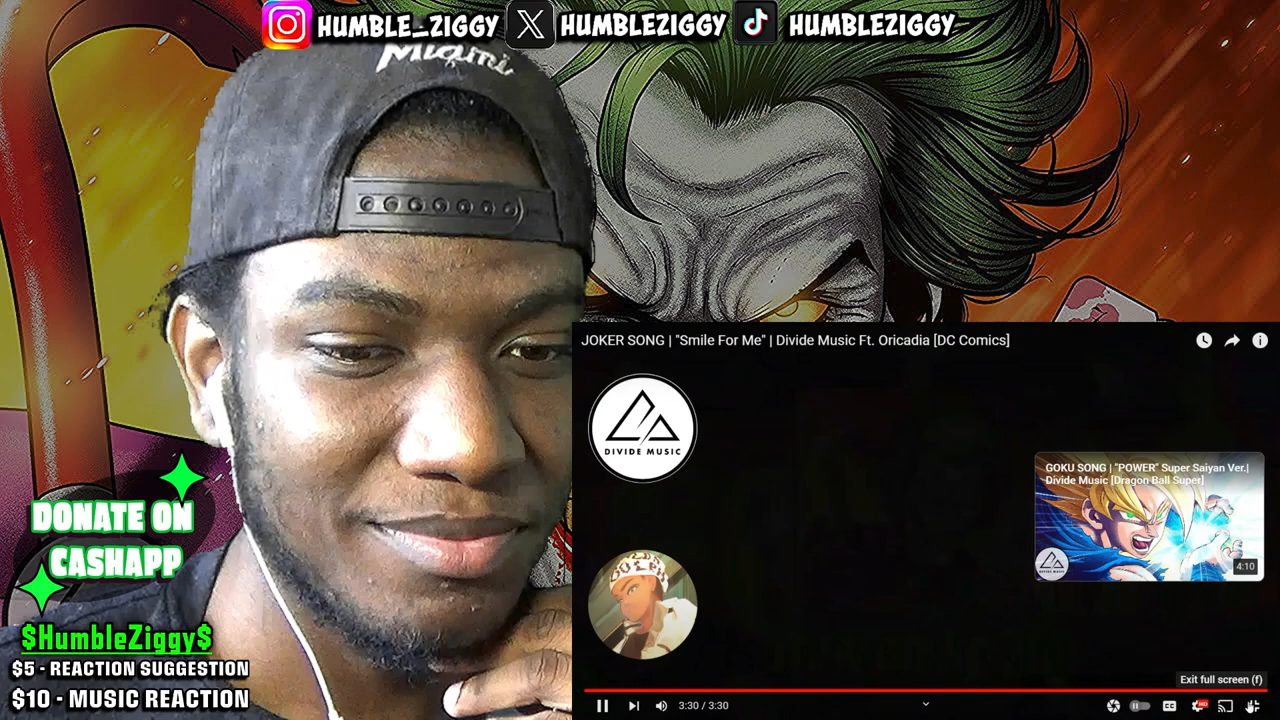 HUMBLE_ZIGGY HUMBLEZIGGY HUMBLEZIGGY
Miami
JOKER SONG | "Smile For Me" | Divide Music Ft. Oricadia [DC Comics]
DIVIDE MUSIC
GOKU SONG | "POWER" Super Saiyan Ver.|
Divide Music [Dragon Ball Super]
4:10
DONATE ON
CASHAPP
$HumbleZiggy$
$5 - REACTION SUGGESTION
$10 - MUSIC REACTION
Exit full screen (f)
3:30 / 3:30
CC
HD